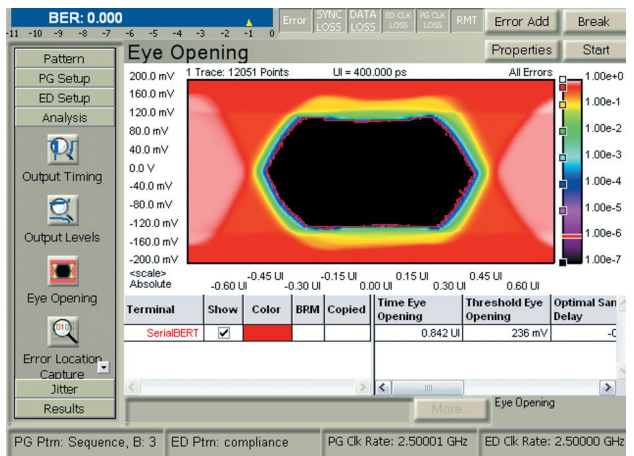 BER: 0.000
-11 -10 -9 -8 -7 -6 -5 -4 -3 -2 -1 0
Error
SYNC LOSS
DATA LOSS
ED CLK LOSS
PG CLK LOSS
RMT
Error Add
Break
Eye Opening
Properties
Start
Pattern
PG Setup
ED Setup
Analysis
Output Timing
Output Levels
Eye Opening
010
Error Location
Capture
Jitter
Results
1 Trace: 12051 Points
UI = 400.000 ps
All Errors
200.0 mV
160.0 mV
120.0 mV
80.0 mV
40.0 mV
0.0 V
-40.0 mV
-80.0 mV
-120.0 mV
-160.0 mV
-200.0 mV
1.00e+0
1.00e-1
1.00e-2
1.00e-3
1.00e-4
1.00e-5
1.00e-6
1.00e-7
<scale>
Absolute
-0.60 UI
-0.45 UI
-0.30 UI
-0.15 UI
0.00 UI
0.15 UI
0.30 UI
0.45 UI
0.60 UI
Terminal Show Color BRM Copied
Time Eye Opening
Threshold Eye Opening
Optimal San
Delay
SerialBERT
0.842 UI
236 mV
-0
More...
Eye Opening
PG Ptrn: Sequence, B: 3
ED Ptrn: compliance
PG Clk Rate: 2.50001 GHz
ED Clk Rate: 2.50000 GHz